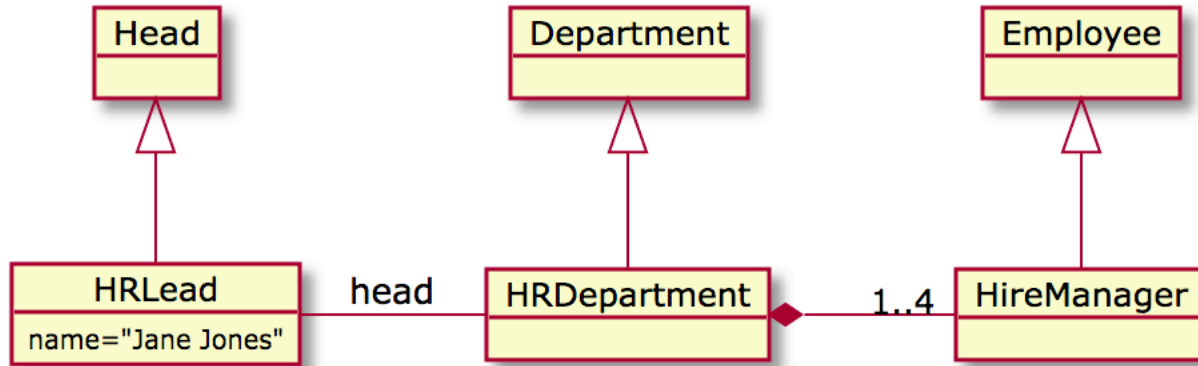 Head
Department
Employee
HRLead
name="Jane Jones"
head
HRDepartment
1..4
HireManager